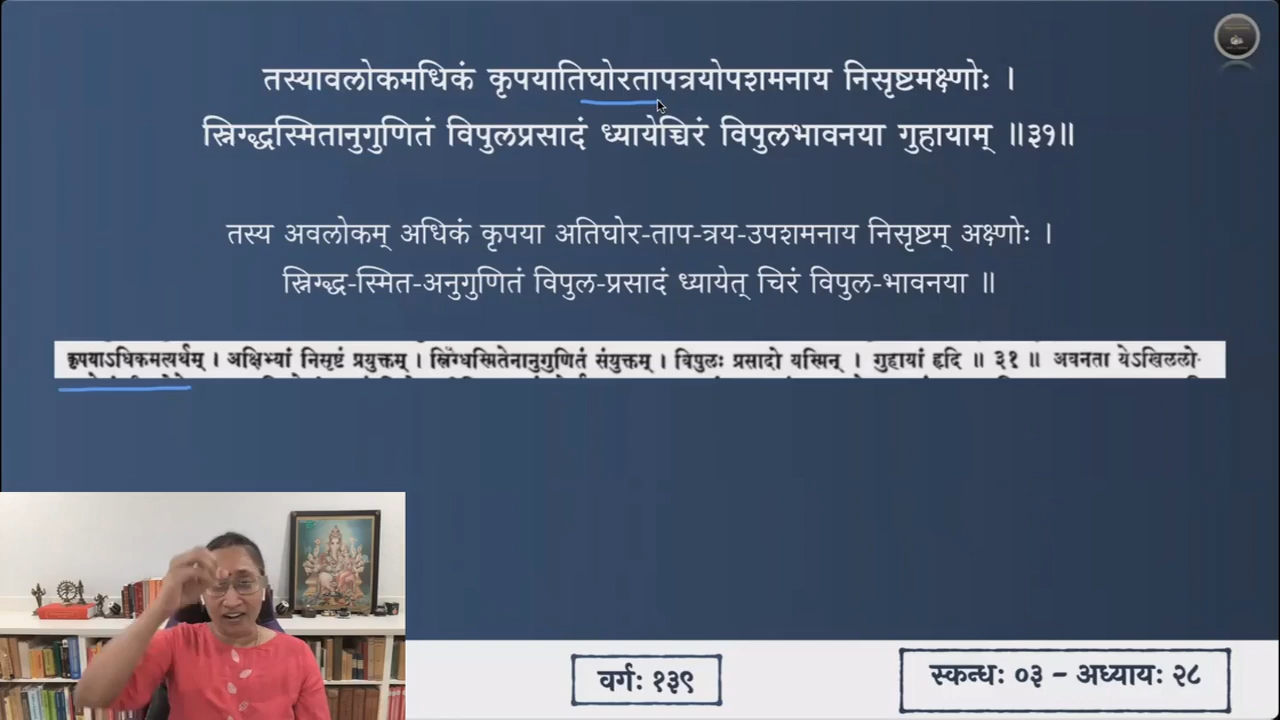 तस्यावलोकमधिकं कृपयातिघोरतापत्रयोपशमनाय निसृष्टमक्ष्णोः ।
स्निग्द्धस्मितानुगुणितं विपुलप्रसादं ध्यायेच्चिरं विपुलभावनया गुहायाम् ॥३१॥
तस्य अवलोकम् अधिकं कृपया अतिघोर-ताप-त्रय-उपशमनाय निसृष्टम् अक्ष्णोः ।
स्निग्द्ध-स्मित-अनुगुणितं विपुल-प्रसादं ध्यायेत् चिरं विपुल-भावनया ॥
कृपयाऽधिकमत्यर्थम् । अक्षिभ्यां निसृष्टं प्रयुक्तम् । स्निग्धस्मितेनानुगुणितं संयुक्तम् । विपुलः प्रसादो यस्मिन् । गुहायां हृदि ॥ ३१ ॥ अवनता येऽखिललो-
वर्गः १३९
स्कन्धः ०३ - अध्यायः २८